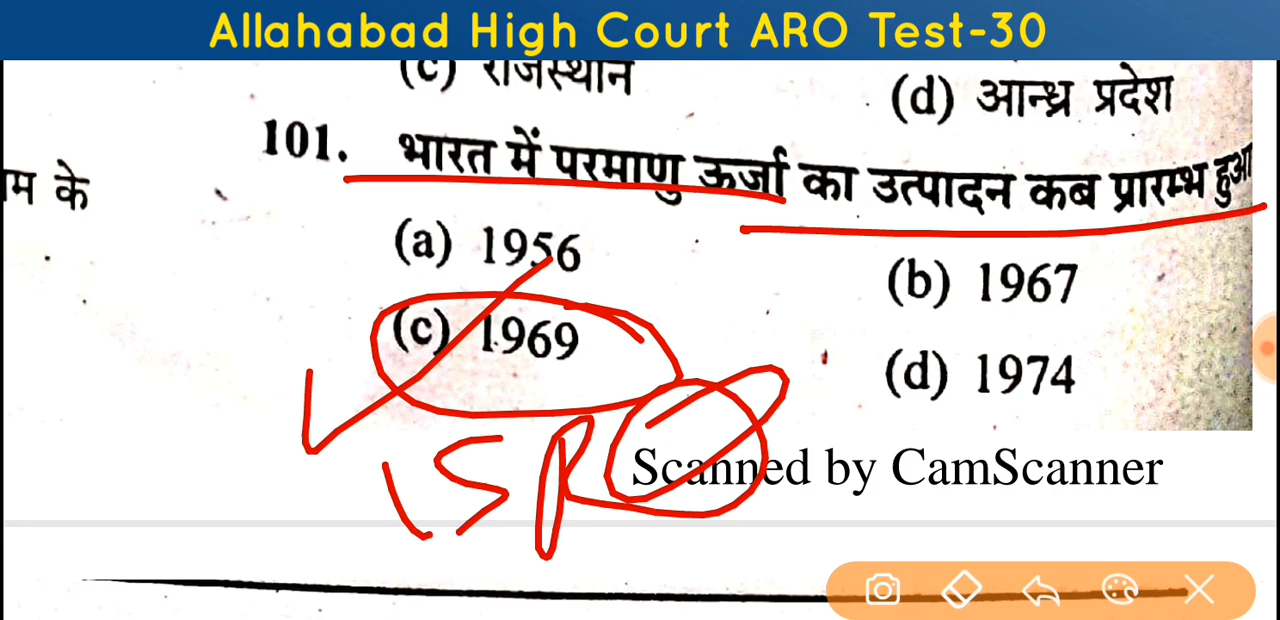 Allahabad High Court ARO Test-30
(c) राजस्थान
(d) आन्ध्र प्रदेश
म के
101. भारत में परमाणु ऊर्जा का उत्पादन कब प्रारम्भ हुआ
(a) 1956
(b) 1967
(c) 1969
(d) 1974
ISRO
Scanned by CamScanner